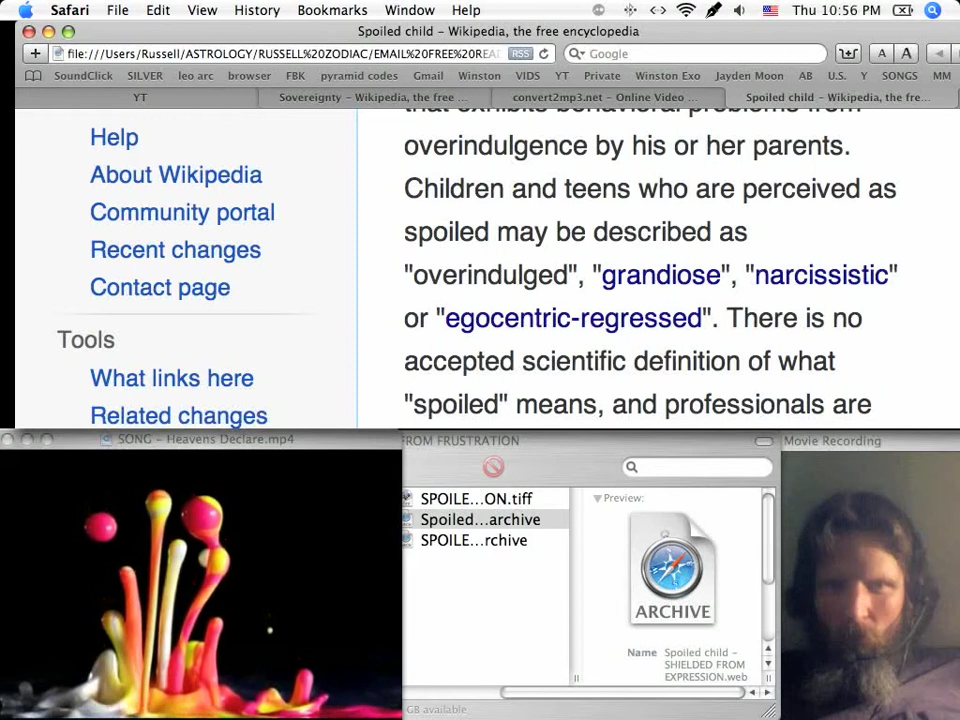 Safari File Edit View History Bookmarks Window Help Thu 10:56 PM
Spoiled child - Wikipedia, the free encyclopedia
file:///Users/Russell/ASTROLOGY/RUSSELL%20ZODIAC/EMAIL%20FREE%20REA RSS Google A A
SoundClick SILVER leo arc browser FBK pyramid codes Gmail Winston VIDS YT Private Winston Exo Jayden Moon AB U.S. Y SONGS MM
YT Sovereignty – Wikipedia, the free ... convert2mp3.net – Online Video ... Spoiled child – Wikipedia, the fre...
that exhibits behavioral problems from
Help
overindulgence by his or her parents.
About Wikipedia
Children and teens who are perceived as
Community portal
spoiled may be described as
Recent changes
"overindulged", "grandiose", "narcissistic"
Contact page
or "egocentric-regressed". There is no
Tools
accepted scientific definition of what
What links here
"spoiled" means, and professionals are
Related changes
SONG – Heavens Declare.mp4
FROM FRUSTRATION
Movie Recording
SPOILE...ON.tiff
Spoiled...archive
SPOILE...rchive
Preview:
ARCHIVE
Name Spoiled child –
SHIELDED FROM
EXPRESSION.web
GB available